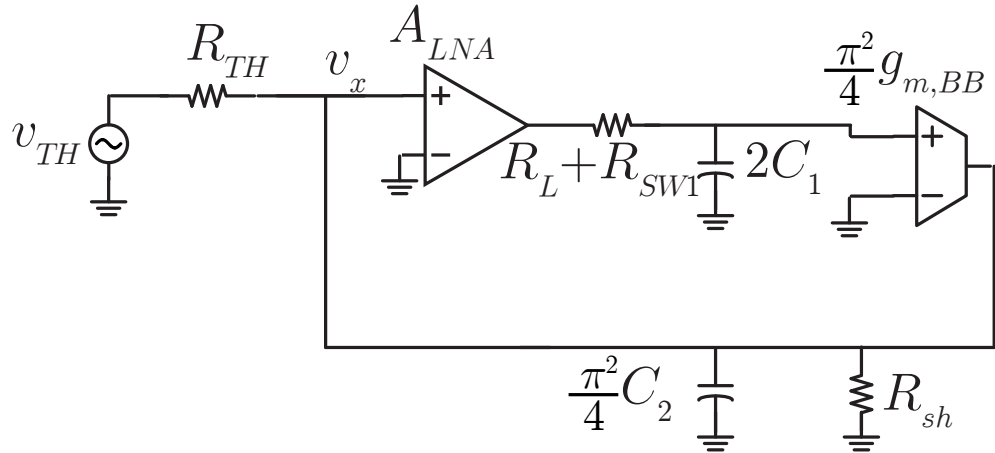 A_LNA
R_TH
v_x
π²/4 g_m,BB
v_TH
+
−
R_L+R_SW1
2C_1
+
−
π²/4 C_2
R_sh